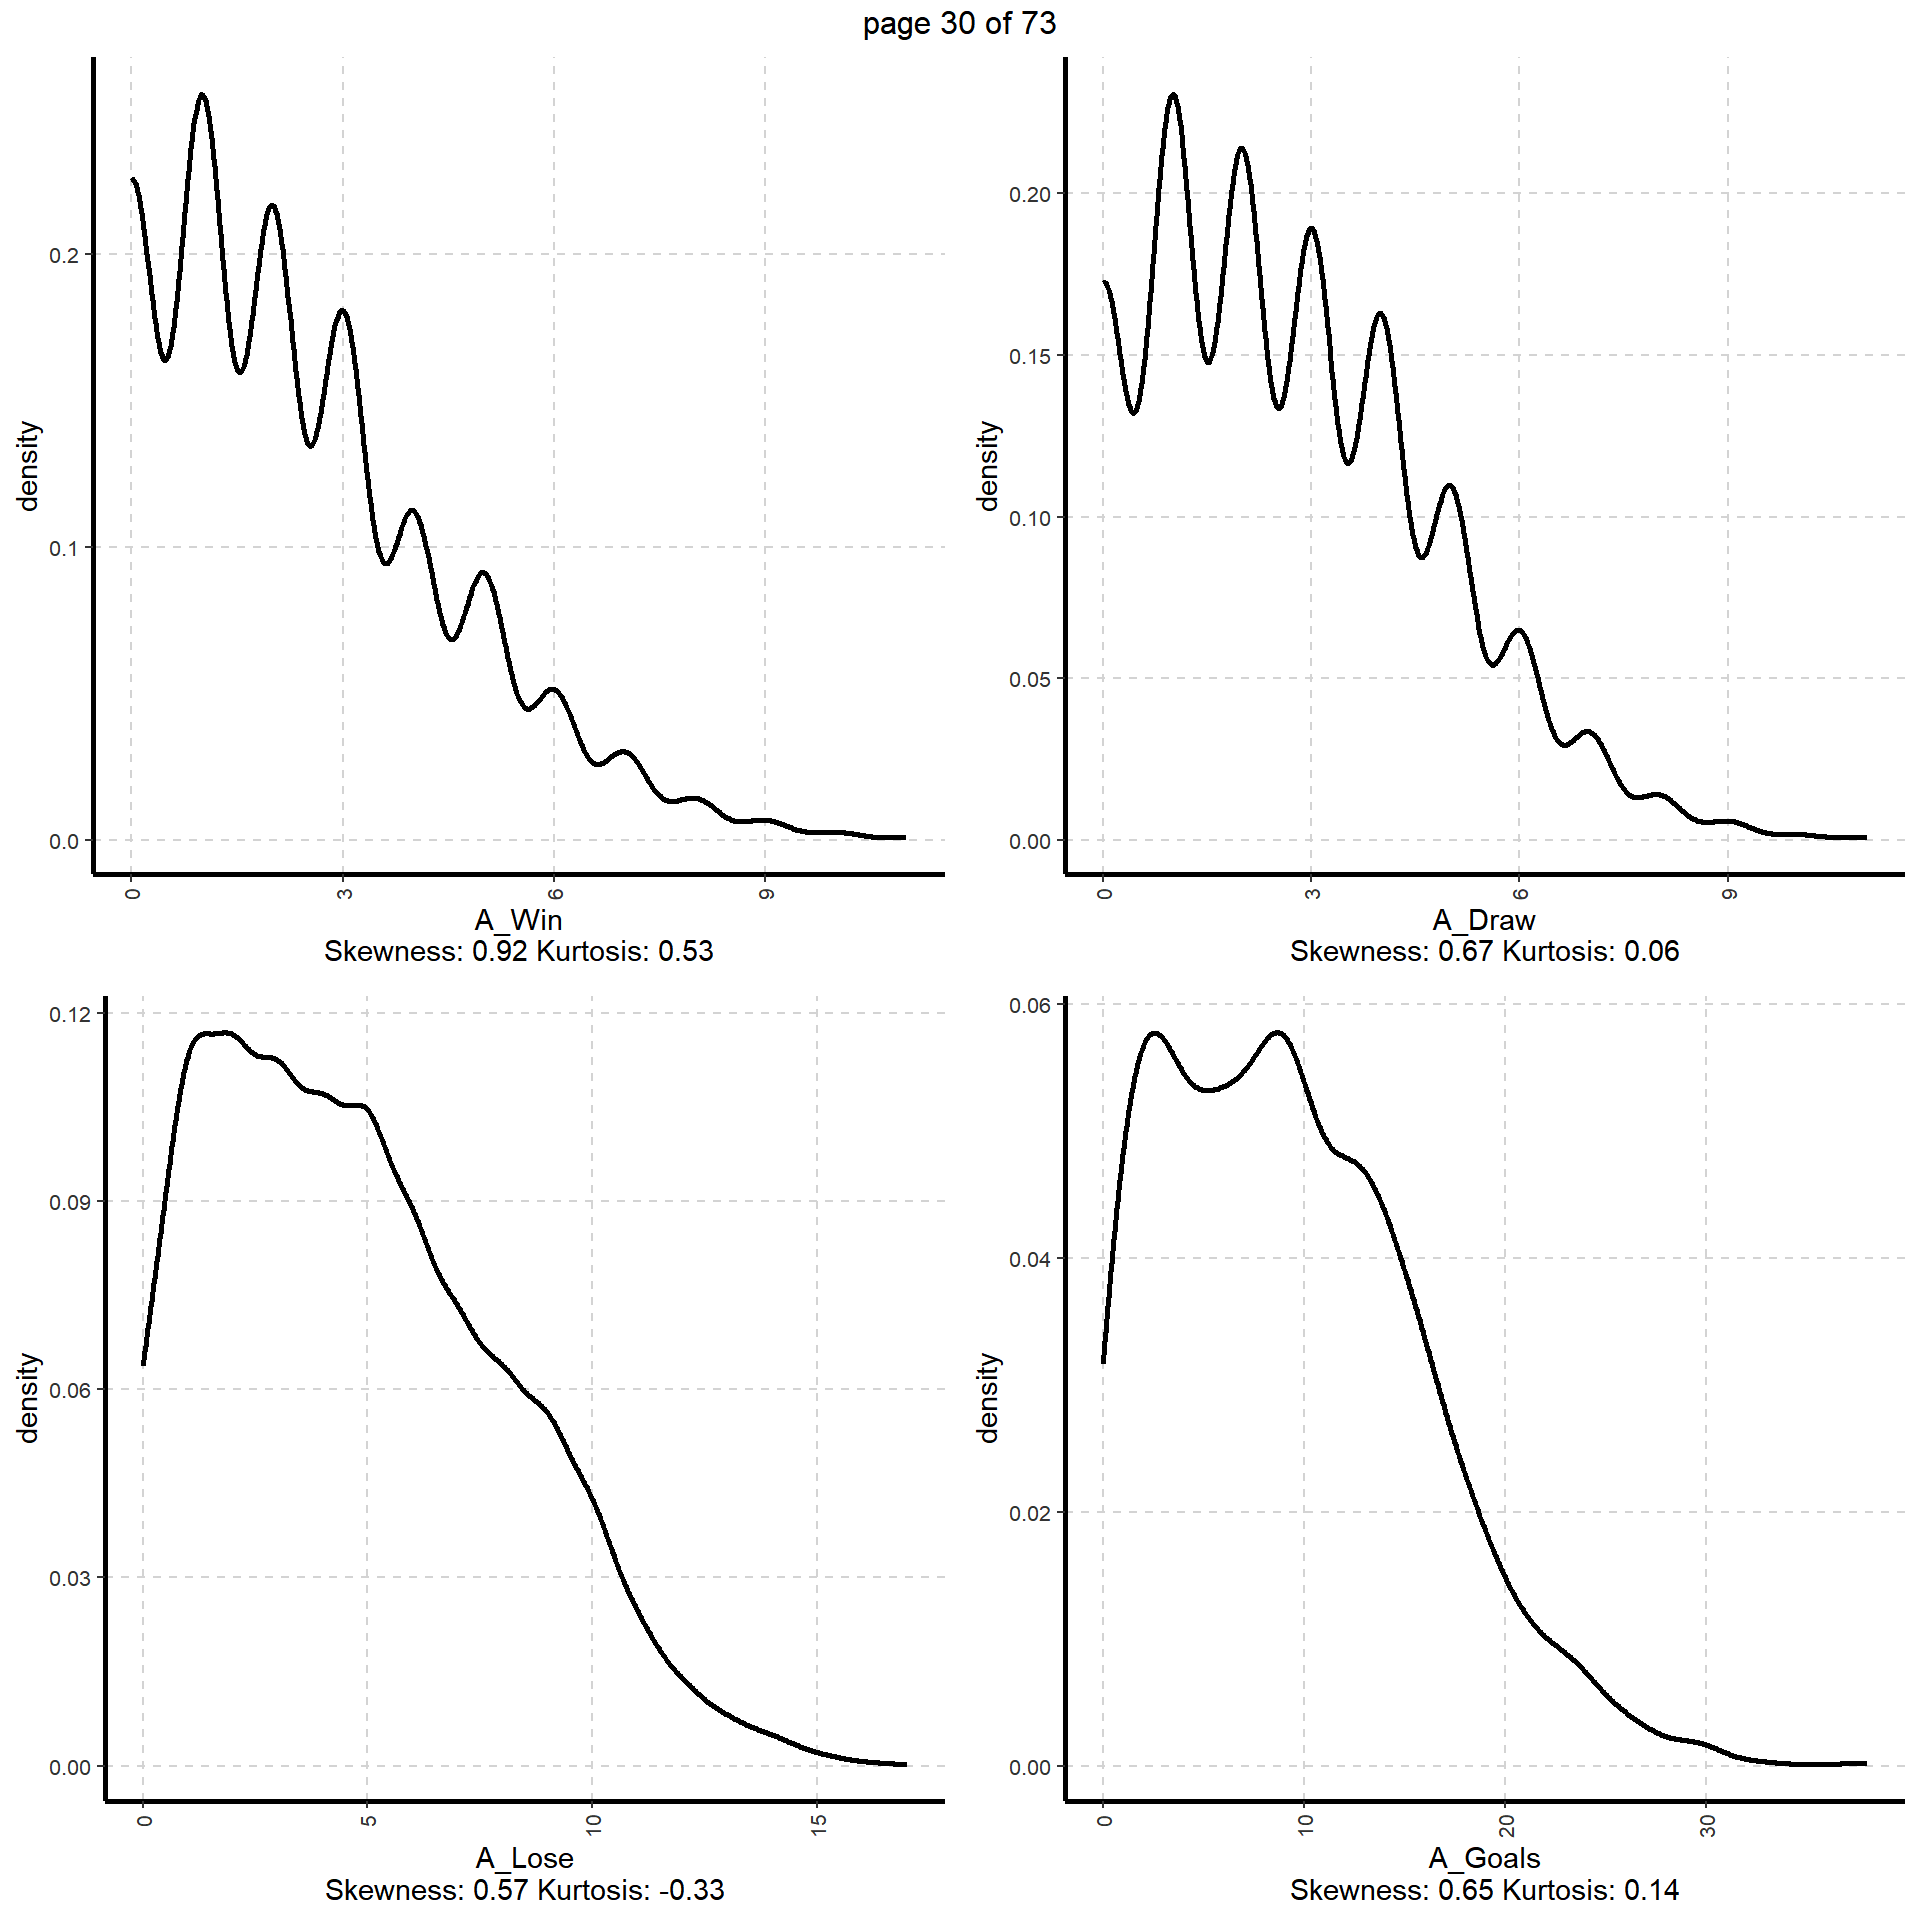 page 30 of 73
density
0.2
0.1
0.0
0
3
6
9
A_Win
Skewness: 0.92 Kurtosis: 0.53
density
0.20
0.15
0.10
0.05
0.00
0
3
6
9
A_Draw
Skewness: 0.67 Kurtosis: 0.06
density
0.12
0.09
0.06
0.03
0.00
0
5
10
15
A_Lose
Skewness: 0.57 Kurtosis: -0.33
density
0.06
0.04
0.02
0.00
0
10
20
30
A_Goals
Skewness: 0.65 Kurtosis: 0.14